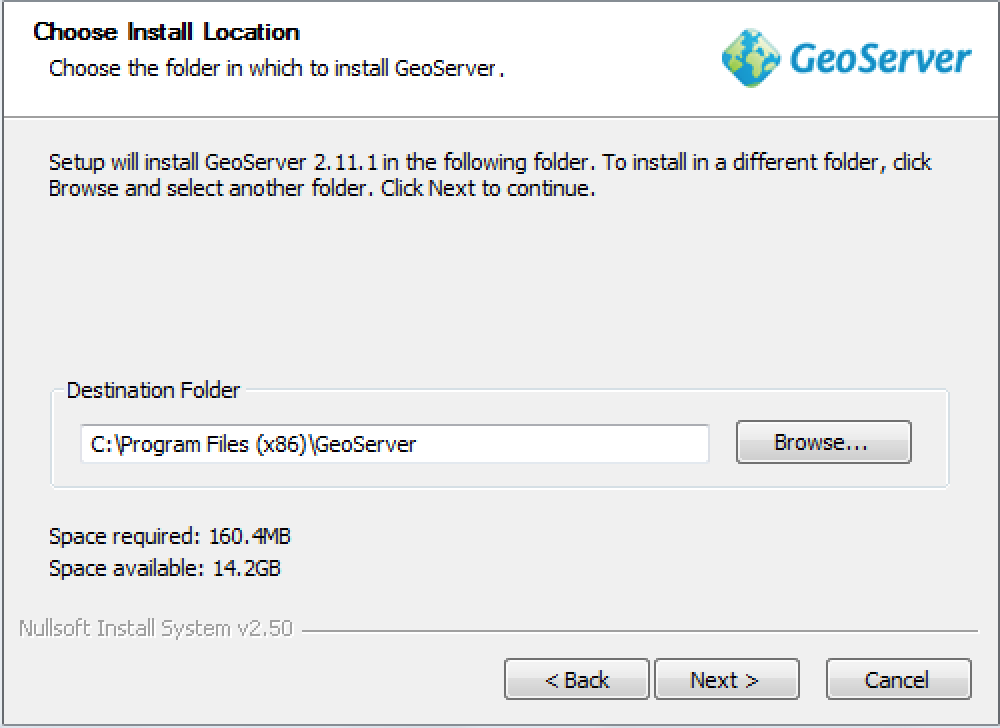 Choose Install Location
Choose the folder in which to install GeoServer.
GeoServer
Setup will install GeoServer 2.11.1 in the following folder. To install in a different folder, click
Browse and select another folder. Click Next to continue.
Destination Folder
C:\Program Files (x86)\GeoServer
Browse...
Space required: 160.4MB
Space available: 14.2GB
Nullsoft Install System v2.50
< Back
Next >
Cancel